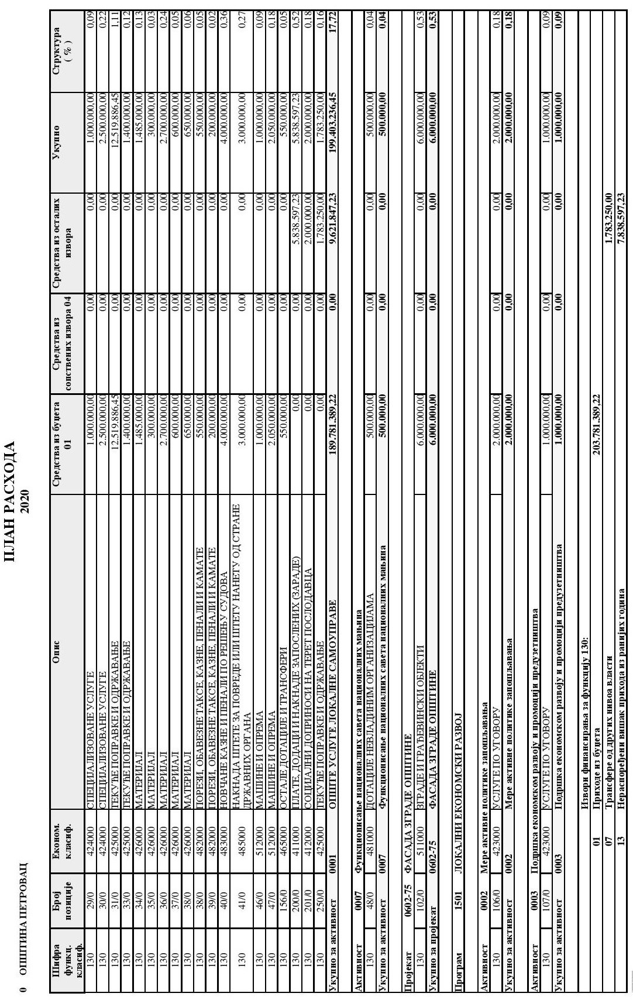 0 ОПШТИНА ПЕТРОВАЦ
ПЛАН РАСХОДА
2020
Шифра функц. класиф. Број позиције Економ. класиф. Опис Средства из буџета 01 Средства из сопствених извора 04 Средства из осталих извора Укупно Структура ( % )
130 29/0 424000 СПЕЦИЈАЛИЗОВАНЕ УСЛУГЕ 1.000.000,00 0,00 0,00 1.000.000,00 0,09
130 30/0 424000 СПЕЦИЈАЛИЗОВАНЕ УСЛУГЕ 2.500.000,00 0,00 0,00 2.500.000,00 0,22
130 31/0 425000 ТЕКУЋЕ ПОПРАВКЕ И ОДРЖАВАЊЕ 12.519.886,45 0,00 0,00 12.519.886,45 1,11
130 33/0 425000 ТЕКУЋЕ ПОПРАВКЕ И ОДРЖАВАЊЕ 1.400.000,00 0,00 0,00 1.400.000,00 0,12
130 34/0 426000 МАТЕРИЈАЛ 1.485.000,00 0,00 0,00 1.485.000,00 0,13
130 35/0 426000 МАТЕРИЈАЛ 300.000,00 0,00 0,00 300.000,00 0,03
130 36/0 426000 МАТЕРИЈАЛ 2.700.000,00 0,00 0,00 2.700.000,00 0,24
130 37/0 426000 МАТЕРИЈАЛ 600.000,00 0,00 0,00 600.000,00 0,05
130 38/0 426000 МАТЕРИЈАЛ 650.000,00 0,00 0,00 650.000,00 0,06
130 38/0 482000 ПОРЕЗИ, ОБАВЕЗНЕ ТАКСЕ, КАЗНЕ, ПЕНАЛИ И КАМАТЕ 550.000,00 0,00 0,00 550.000,00 0,05
130 39/0 482000 ПОРЕЗИ, ОБАВЕЗНЕ ТАКСЕ, КАЗНЕ, ПЕНАЛИ И КАМАТЕ 200.000,00 0,00 0,00 200.000,00 0,02
130 40/0 483000 НОВЧАНЕ КАЗНЕ И ПЕНАЛИ ПО РЕШЕЊУ СУДОВА 4.000.000,00 0,00 0,00 4.000.000,00 0,36
130 41/0 485000 НАКНАДА ШТЕТЕ ЗА ПОВРЕДЕ ИЛИ ШТЕТУ НАНЕТУ ОД СТРАНЕ ДРЖАВНИХ ОРГАНА 3.000.000,00 0,00 0,00 3.000.000,00 0,27
130 46/0 512000 МАШИНЕ И ОПРЕМА 1.000.000,00 0,00 0,00 1.000.000,00 0,09
130 47/0 512000 МАШИНЕ И ОПРЕМА 2.050.000,00 0,00 0,00 2.050.000,00 0,18
130 156/0 465000 ОСТАЛЕ ДОТАЦИЈЕ И ТРАНСФЕРИ 550.000,00 0,00 0,00 550.000,00 0,05
130 200/0 411000 ПЛАТЕ, ДОДАЦИ И НАКНАДЕ ЗАПОСЛЕНИХ (ЗАРАДЕ) 0,00 0,00 5.838.597,23 5.838.597,23 0,52
130 201/0 412000 СОЦИЈАЛНИ ДОПРИНОСИ НА ТЕРЕТ ПОСЛОДАВЦА 0,00 0,00 2.000.000,00 2.000.000,00 0,18
130 250/0 425000 ТЕКУЋЕ ПОПРАВКЕ И ОДРЖАВАЊЕ 0,00 0,00 1.783.250,00 1.783.250,00 0,16
Укупно за активност 0001 ОПШТЕ УСЛУГЕ ЛОКАЛНЕ САМОУПРАВЕ 189.781.389,22 0,00 9.621.847,23 199.403.236,45 17,72
Активност 0007 Функционисање националних савета националних мањина
130 48/0 481000 ДОТАЦИЈЕ НЕВЛАДИНИМ ОРГАНИЗАЦИЈАМА 500.000,00 0,00 0,00 500.000,00 0,04
Укупно за активност 0007 Функционисање националних савета националних мањина 500.000,00 0,00 0,00 500.000,00 0,04
Пројекат 0602-75 ФАСАДА ЗГРАДЕ ОПШТИНЕ
130 102/0 511000 ЗГРАДЕ И ГРАЂЕВИНСКИ ОБЈЕКТИ 6.000.000,00 0,00 0,00 6.000.000,00 0,53
Укупно за пројекат 0602-75 ФАСАДА ЗГРАДЕ ОПШТИНЕ 6.000.000,00 0,00 0,00 6.000.000,00 0,53
Програм 1501 ЛОКАЛНИ ЕКОНОМСКИ РАЗВОЈ
Активност 0002 Мере активне политике запошљавања
130 106/0 423000 УСЛУГЕ ПО УГОВОРУ 2.000.000,00 0,00 0,00 2.000.000,00 0,18
Укупно за активност 0002 Мере активне политике запошљавања 2.000.000,00 0,00 0,00 2.000.000,00 0,18
Активност 0003 Подршка економском развоју и промоцији предузетништва
130 107/0 423000 УСЛУГЕ ПО УГОВОРУ 1.000.000,00 0,00 0,00 1.000.000,00 0,09
Укупно за активност 0003 Подршка економском развоју и промоцији предузетништва 1.000.000,00 0,00 0,00 1.000.000,00 0,09
Извори финансирања за функцију 130:
01 Приходе из буџета 203.781.389,22
07 Трансфере од других нивоа власти 1.783.250,00
13 Нераспоређени вишак прихода из ранијих година 7.838.597,23